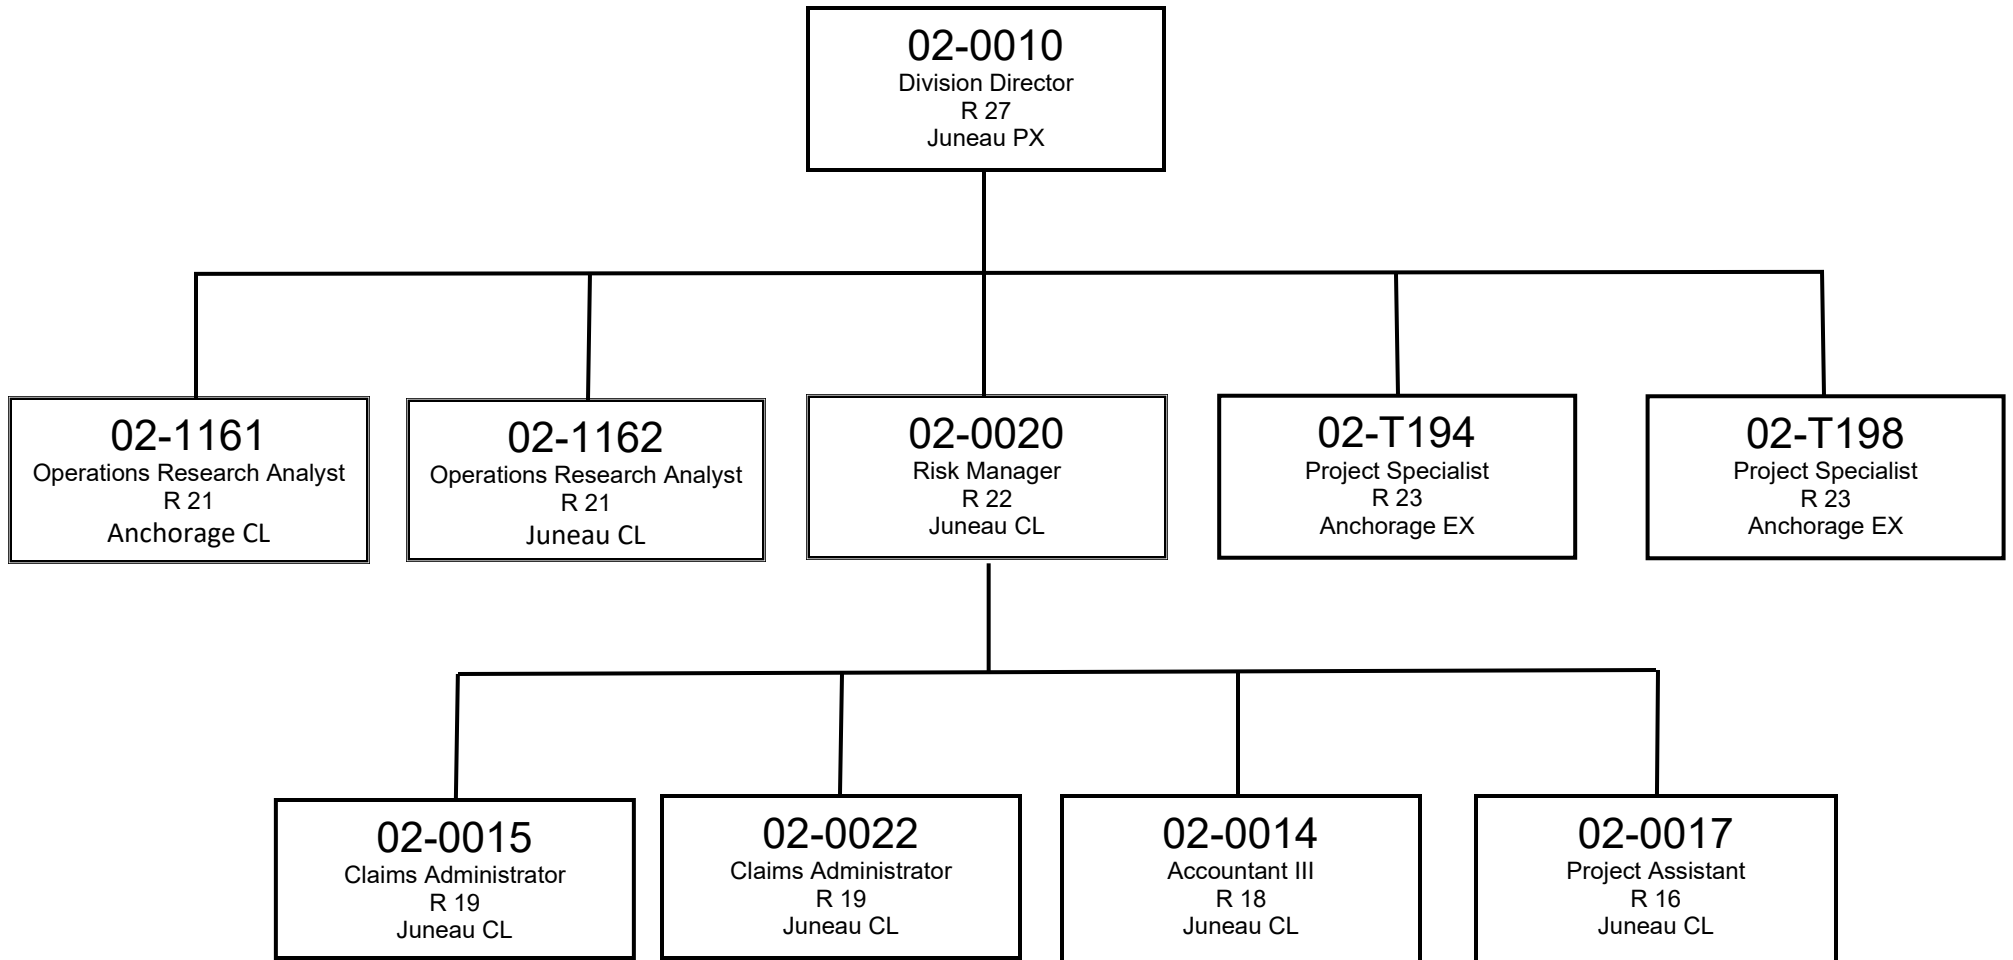 02-0010
Division Director
R 27
Juneau PX
02-1161
Operations Research Analyst
R 21
Anchorage CL
02-1162
Operations Research Analyst
R 21
Juneau CL
02-0020
Risk Manager
R 22
Juneau CL
02-T194
Project Specialist
R 23
Anchorage EX
02-T198
Project Specialist
R 23
Anchorage EX
02-0015
Claims Administrator
R 19
Juneau CL
02-0022
Claims Administrator
R 19
Juneau CL
02-0014
Accountant III
R 18
Juneau CL
02-0017
Project Assistant
R 16
Juneau CL